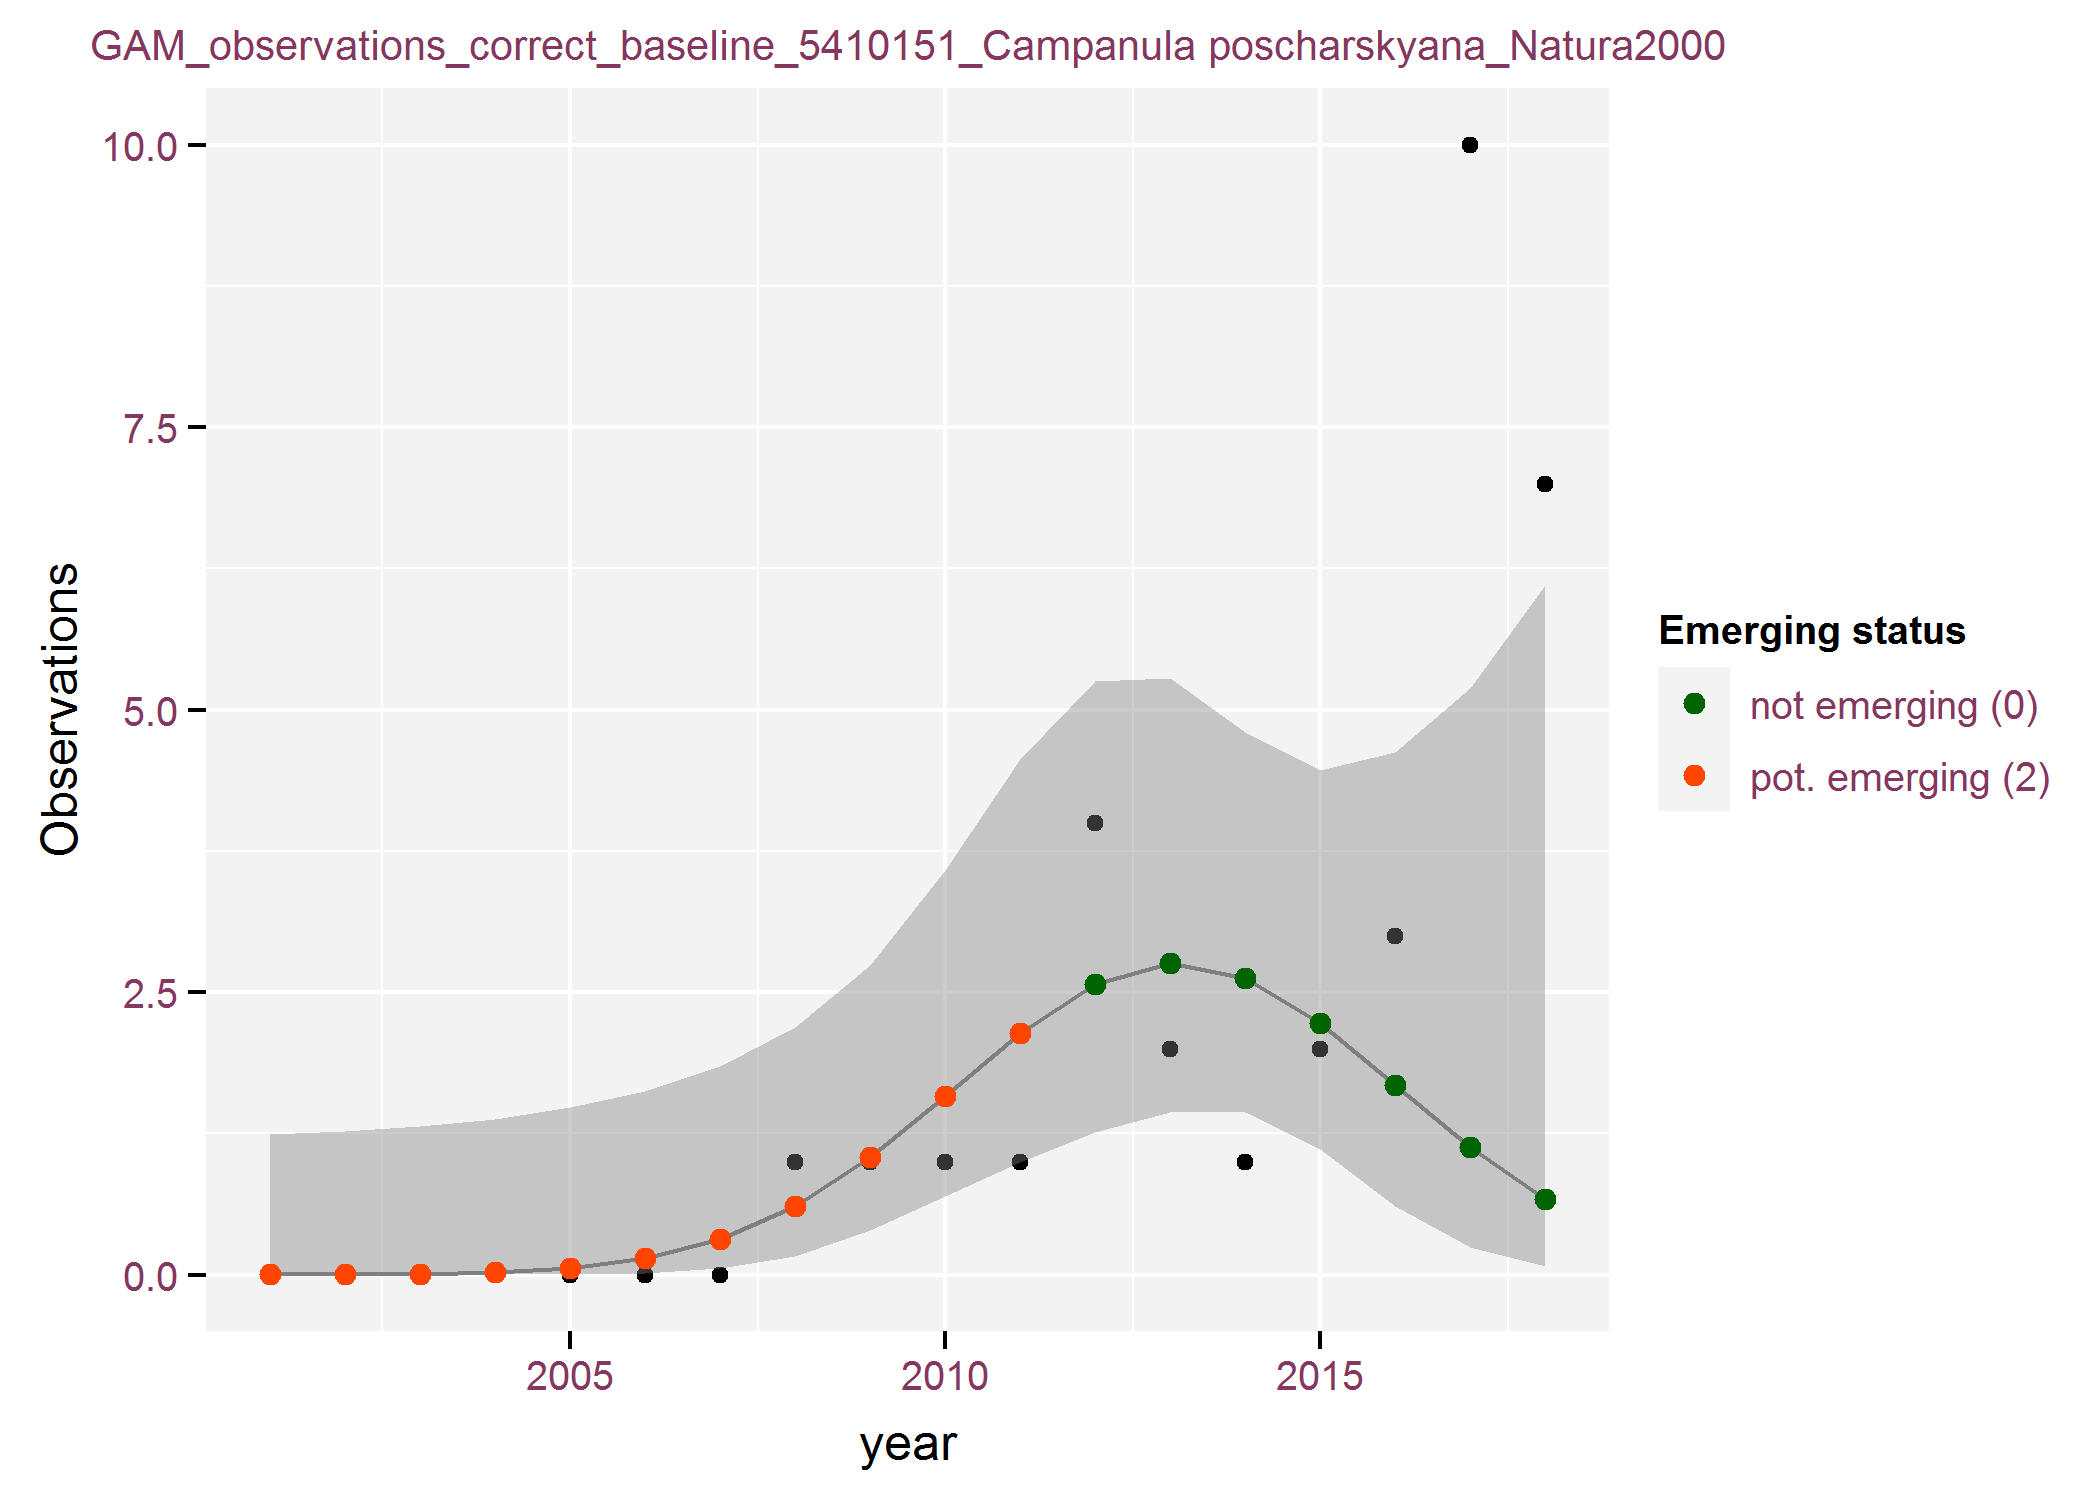 GAM_observations_correct_baseline_5410151_Campanula poscharskyana_Natura2000
10.0
7.5
5.0
2.5
0.0
Observations
2005
2010
2015
year
Emerging status
not emerging (0)
pot. emerging (2)